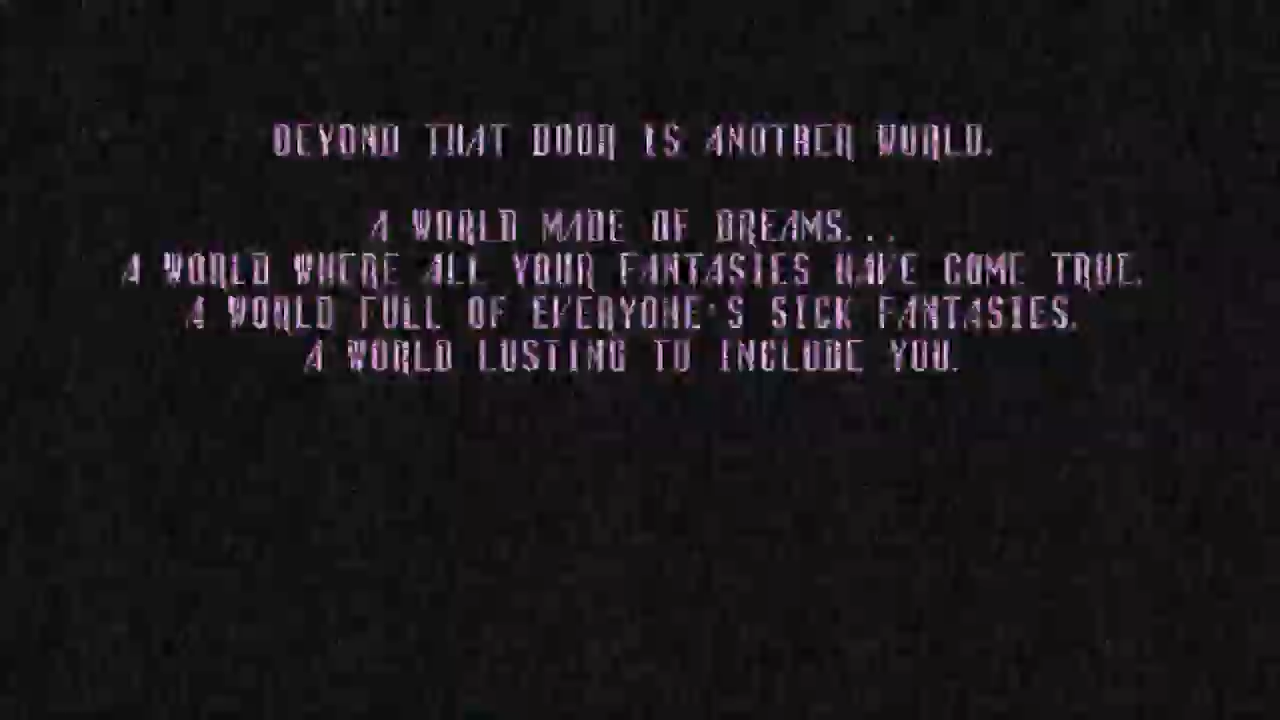 BEYOND THAT DOOR IS ANOTHER WORLD.
A WORLD MADE OF DREAMS...
A WORLD WHERE ALL YOUR FANTASIES HAVE COME TRUE.
A WORLD FULL OF EVERYONE'S SICK FANTASIES.
A WORLD LUSTING TO INCLUDE YOU.